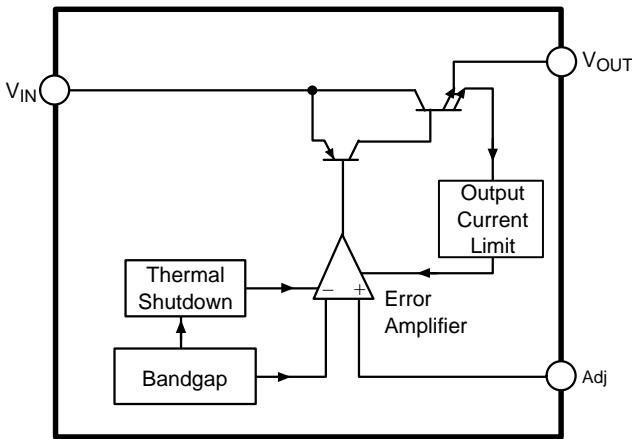 VIN
VOUT
Output
Current
Limit
Thermal
Shutdown
− +
Error
Amplifier
Bandgap
Adj